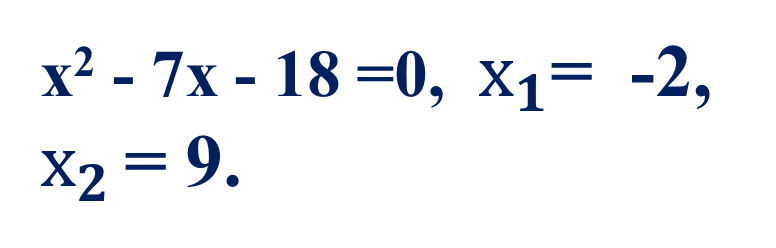 x² - 7x - 18 =0,  x₁=  -2,
x₂ = 9.